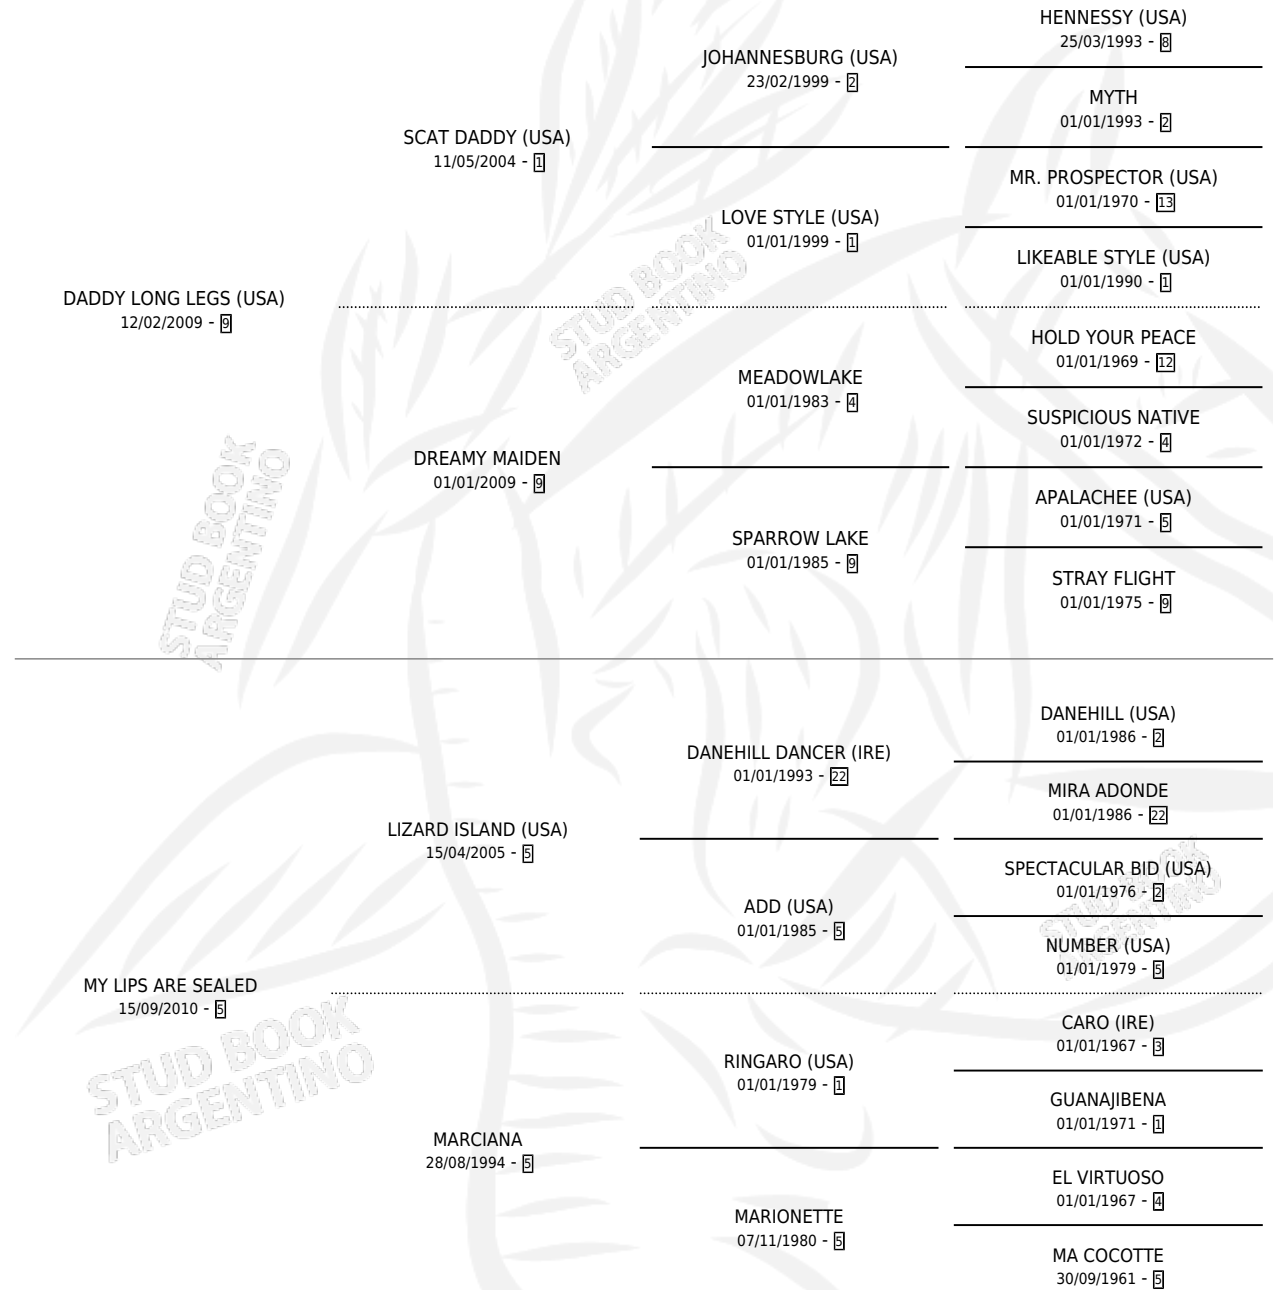 HENNESSY (USA)
25/03/1993 - 8
JOHANNESBURG (USA)
23/02/1999 - 2
MYTH
01/01/1993 - 2
SCAT DADDY (USA)
11/05/2004 - 1
MR. PROSPECTOR (USA)
01/01/1970 - 13
LOVE STYLE (USA)
01/01/1999 - 1
LIKEABLE STYLE (USA)
01/01/1990 - 1
DADDY LONG LEGS (USA)
12/02/2009 - 9
STUD BOOK
ARGENTINO
HOLD YOUR PEACE
01/01/1969 - 12
MEADOWLAKE
01/01/1983 - 4
SUSPICIOUS NATIVE
01/01/1972 - 4
DREAMY MAIDEN
01/01/2009 - 9
APALACHEE (USA)
01/01/1971 - 5
SPARROW LAKE
01/01/1985 - 9
STRAY FLIGHT
01/01/1975 - 9
STUD BOOK
ARGENTINO
DANEHILL (USA)
01/01/1986 - 2
DANEHILL DANCER (IRE)
01/01/1993 - 22
MIRA ADONDE
01/01/1986 - 22
LIZARD ISLAND (USA)
15/04/2005 - 5
SPECTACULAR BID (USA)
01/01/1976 - 2
ADD (USA)
01/01/1985 - 5
STUD BOOK
ARGENTINO
NUMBER (USA)
01/01/1979 - 5
MY LIPS ARE SEALED
15/09/2010 - 5
STUD BOOK
ARGENTINO
CARO (IRE)
01/01/1967 - 3
RINGARO (USA)
01/01/1979 - 1
GUANAJIBENA
01/01/1971 - 1
MARCIANA
28/08/1994 - 5
EL VIRTUOSO
01/01/1967 - 4
MARIONETTE
07/11/1980 - 5
MA COCOTTE
30/09/1961 - 5